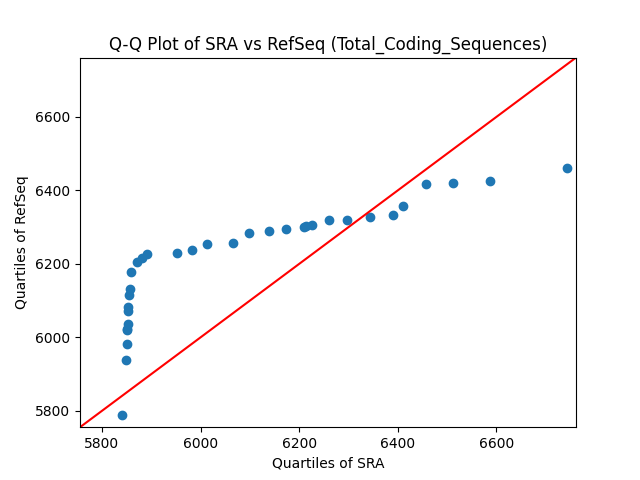 Q-Q Plot of SRA vs RefSeq (Total_Coding_Sequences)
Quartiles of RefSeq
6600
6400
6200
6000
5800
5800 6000 6200 6400 6600
Quartiles of SRA